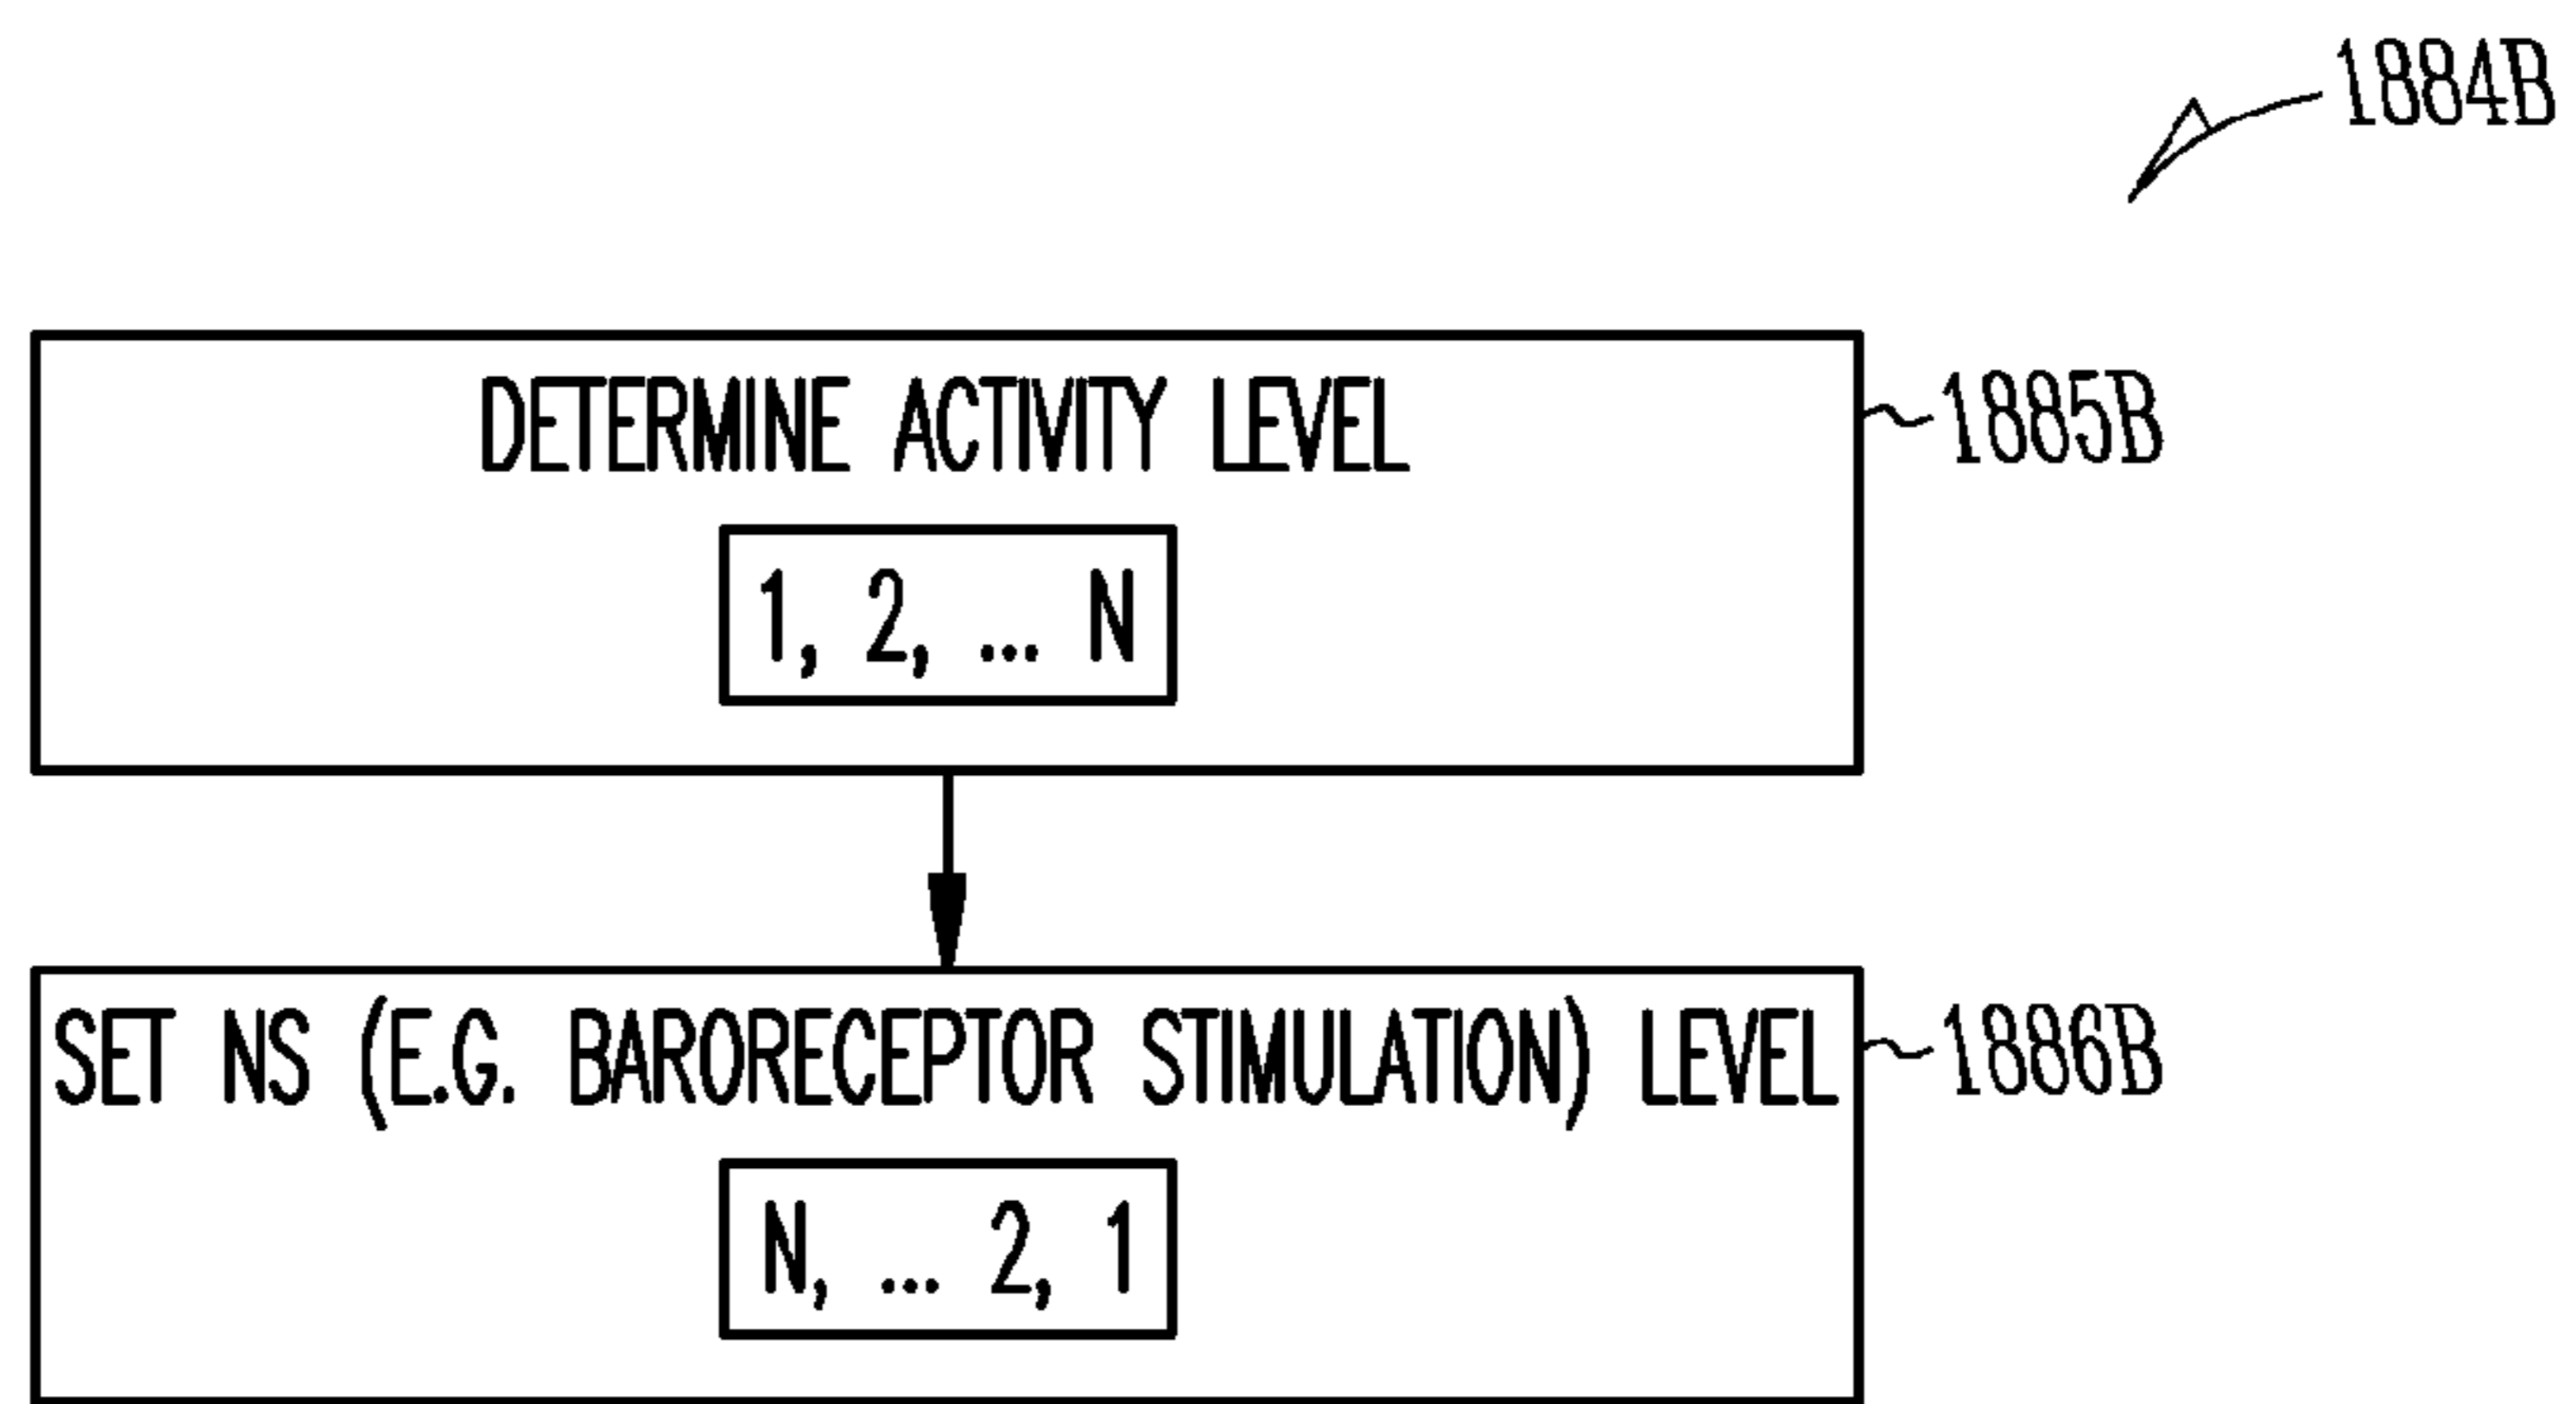 1884B
DETERMINE ACTIVITY LEVEL
1885B
1, 2, ... N
SET NS (E.G. BARORECEPTOR STIMULATION) LEVEL
1886B
N, ... 2, 1